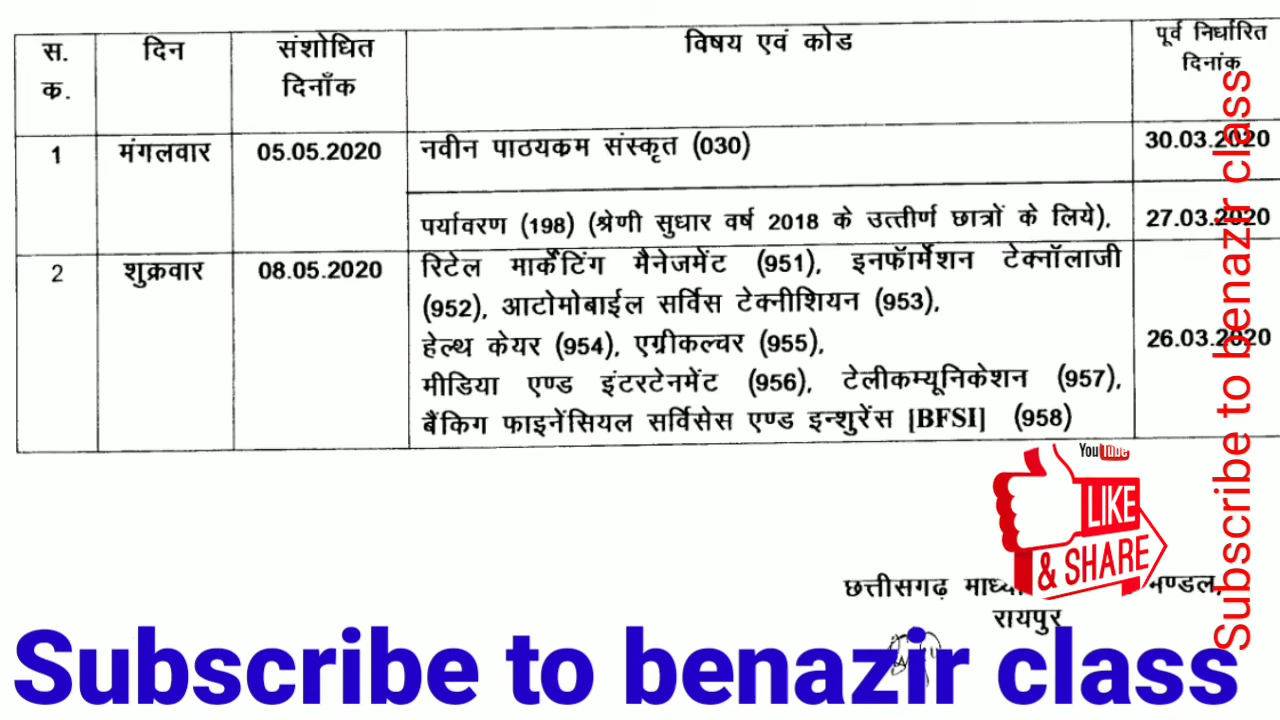 स. क. दिन संशोधित दिनाँक विषय एवं कोड पूर्व निर्धारित दिनांक
1 मंगलवार 05.05.2020 नवीन पाठयकम संस्कृत (030) 30.03.2020
पर्यावरण (198) (श्रेणी सुधार वर्ष 2018 के उत्तीर्ण छात्रों के लिये), 27.03.2020
2 शुक्रवार 08.05.2020 रिटेल मार्केटिंग मैनेजमेंट (951), इनफॉर्मेशन टेक्नॉलाजी
(952), आटोमोबाईल सर्विस टेक्नीशियन (953),
हेल्थ केयर (954), एग्रीकल्चर (955), 26.03.2020
मीडिया एण्ड इंटरटेनमेंट (956), टेलीकम्यूनिकेशन (957),
बैंकिग फाइनेंसियल सर्विसेस एण्ड इन्शुरेंस [BFSI] (958)
YouTube
LIKE
& SHARE
छत्तीसगढ़ मण्डल,
रायपुर
Subscribe to benazir class
Subscribe to benazir class